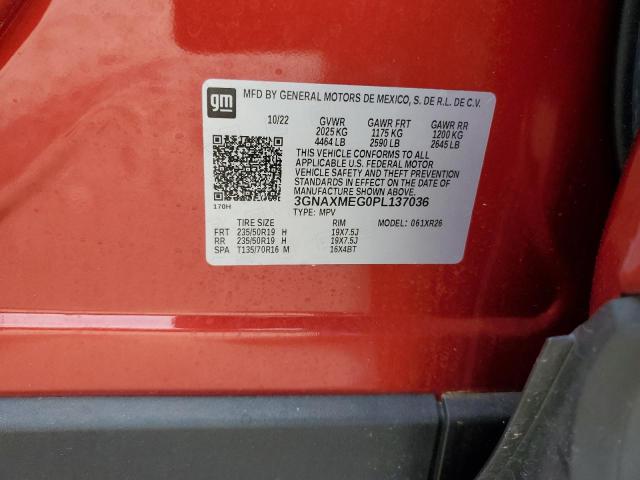 gm MFD BY GENERAL MOTORS DE MEXICO, S. DE R.L. DE C.V.
10/22 GVWR GAWR FRT GAWR RR
2025 KG 1175 KG 1200 KG
4464 LB 2590 LB 2645 LB
THIS VEHICLE CONFORMS TO ALL
APPLICABLE U.S. FEDERAL MOTOR
VEHICLE SAFETY AND THEFT PREVENTION
STANDARDS IN EFFECT ON THE DATE OF
MANUFACTURE SHOWN ABOVE.
3GNAXMEG0PL137036
170H TYPE: MPV
TIRE SIZE RIM MODEL: 061XR26
FRT 235/50R19 H 19X7.5J
RR 235/50R19 H 19X7.5J
SPA T135/70R16 M 16X4BT